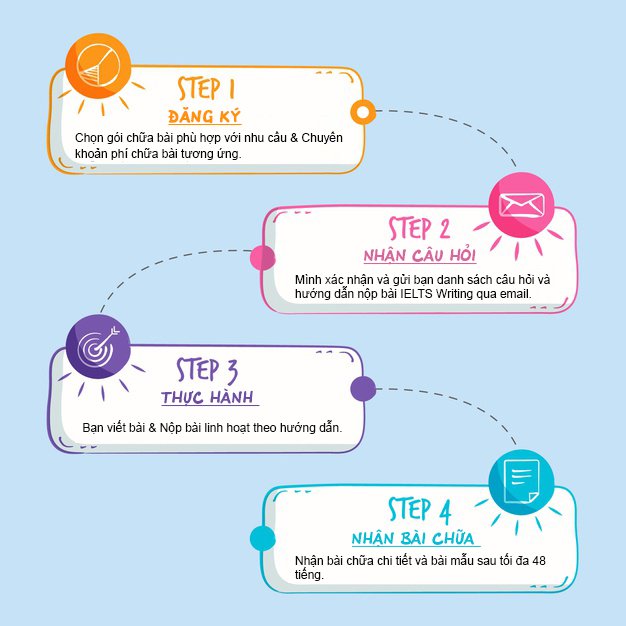 STEP 1
ĐĂNG KÝ
Chọn gói chữa bài phù hợp với nhu cầu & Chuyên
khoản phí chữa bài tương ứng.
STEP 2
NHẬN CÂU HỎI
Mình xác nhận và gửi bạn danh sách câu hỏi và
hướng dẫn nộp bài IELTS Writing qua email.
STEP 3
THỰC HÀNH
Bạn viết bài & Nộp bài linh hoạt theo hướng dẫn.
STEP 4
NHẬN BÀI CHỮA
Nhận bài chữa chi tiết và bài mẫu sau tối đa 48
tiếng.